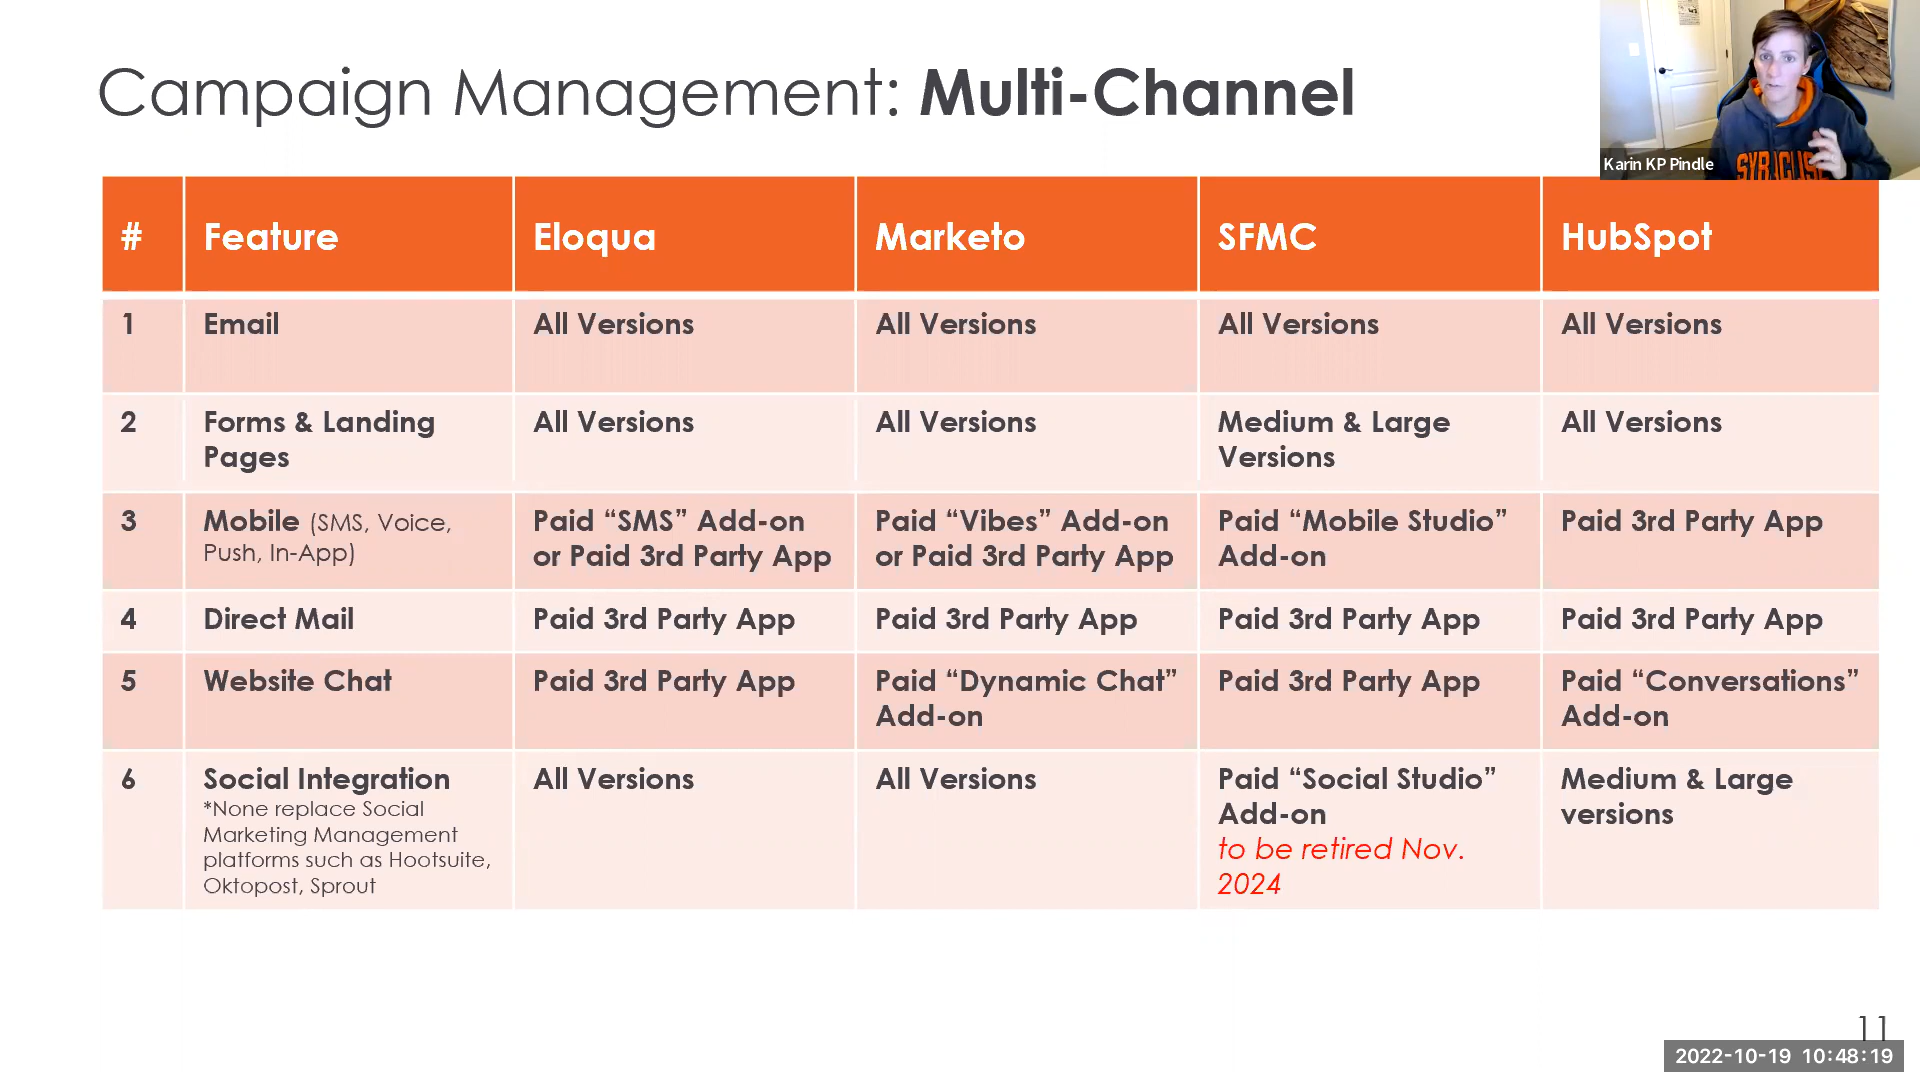 Campaign Management: Multi-Channel
Karin KP Pindle
SYRACUSE
# Feature Eloqua Marketo SFMC HubSpot
1 Email All Versions All Versions All Versions All Versions
2 Forms & Landing Pages All Versions All Versions Medium & Large Versions All Versions
3 Mobile (SMS, Voice, Push, In-App) Paid “SMS” Add-on or Paid 3rd Party App Paid “Vibes” Add-on or Paid 3rd Party App Paid “Mobile Studio” Add-on Paid 3rd Party App
4 Direct Mail Paid 3rd Party App Paid 3rd Party App Paid 3rd Party App Paid 3rd Party App
5 Website Chat Paid 3rd Party App Paid “Dynamic Chat” Add-on Paid 3rd Party App Paid “Conversations” Add-on
6 Social Integration *None replace Social Marketing Management platforms such as Hootsuite, Oktopost, Sprout All Versions All Versions Paid “Social Studio” Add-on to be retired Nov. 2024 Medium & Large versions
11
2022-10-19 10:48:19